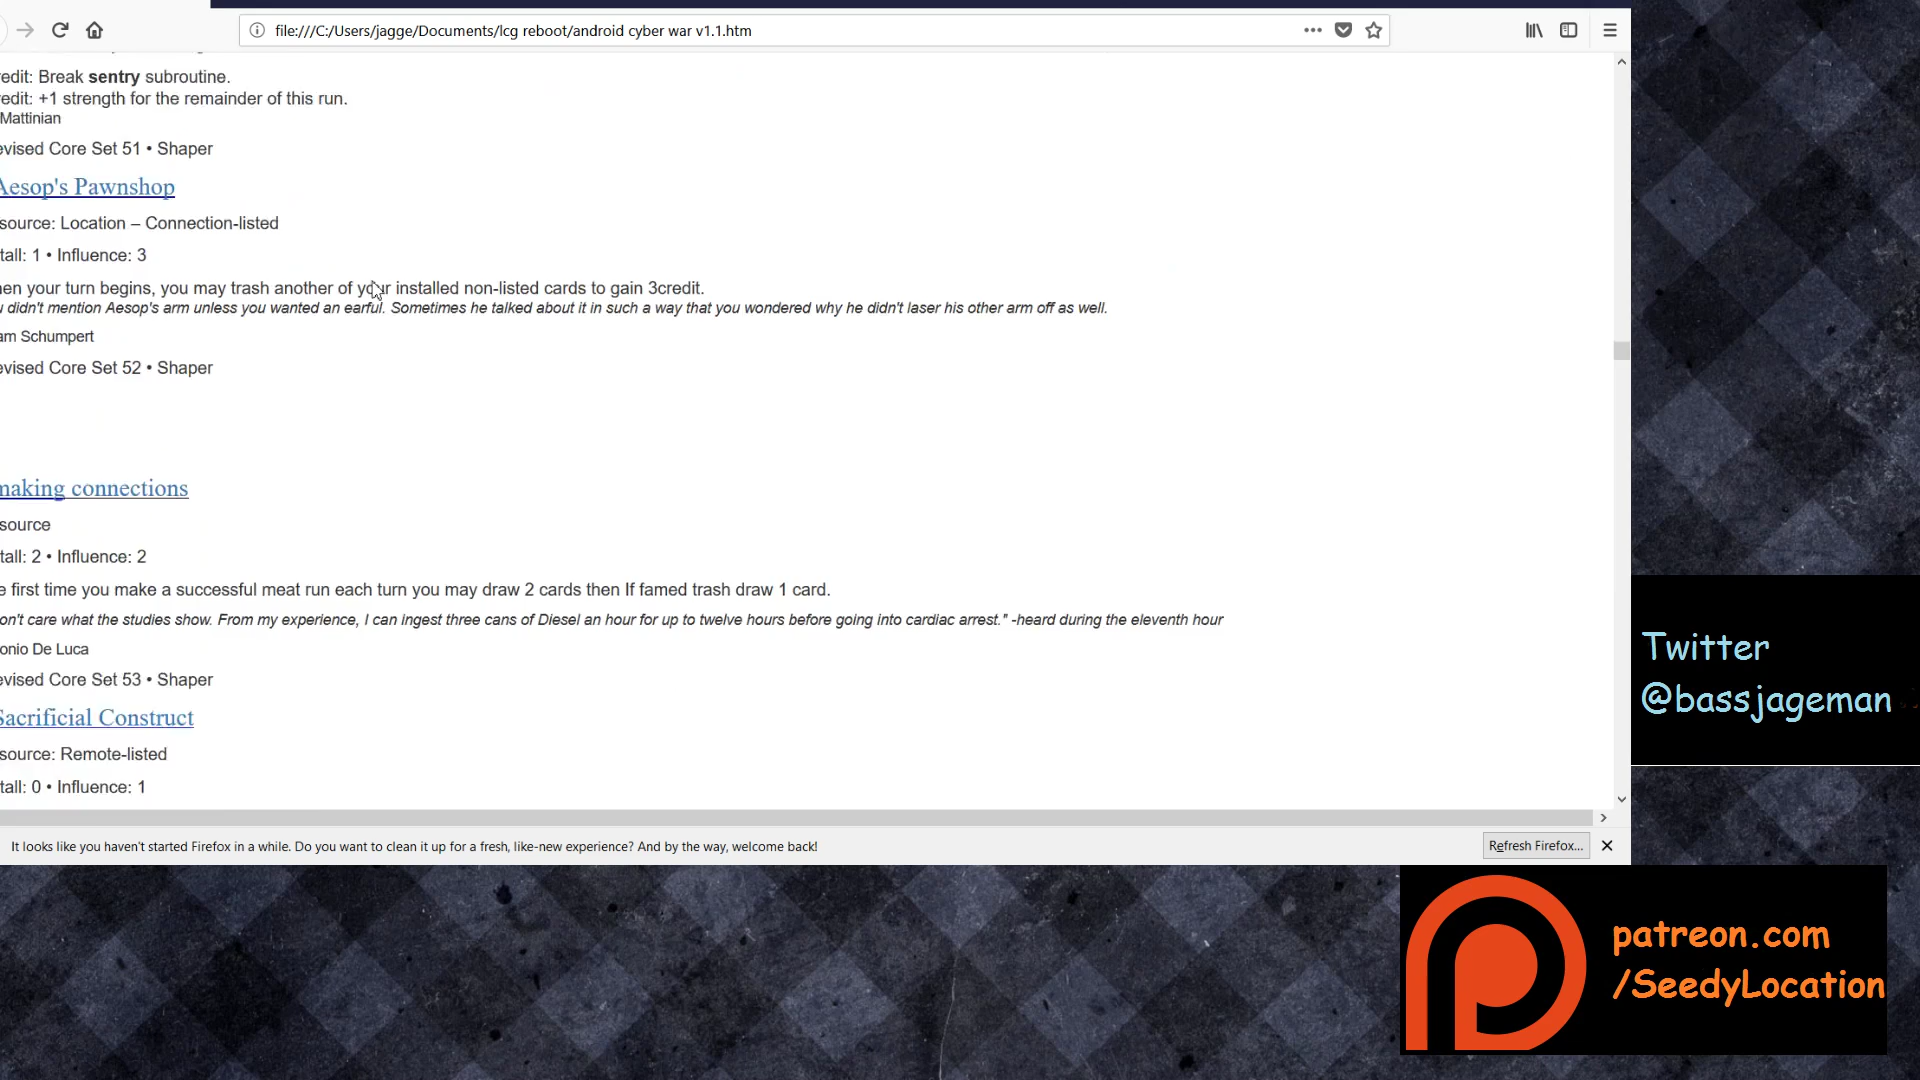 file:///C:/Users/jagge/Documents/lcg reboot/android cyber war v1.1.htm
edit: Break sentry subroutine.
edit: +1 strength for the remainder of this run.
Mattinian
evised Core Set 51 • Shaper
Aesop's Pawnshop
source: Location – Connection-listed
tall: 1 • Influence: 3
en your turn begins, you may trash another of your installed non-listed cards to gain 3credit.
u didn't mention Aesop's arm unless you wanted an earful. Sometimes he talked about it in such a way that you wondered why he didn't laser his other arm off as well.
am Schumpert
evised Core Set 52 • Shaper
making connections
source
tall: 2 • Influence: 2
e first time you make a successful meat run each turn you may draw 2 cards then If famed trash draw 1 card.
on't care what the studies show. From my experience, I can ingest three cans of Diesel an hour for up to twelve hours before going into cardiac arrest." -heard during the eleventh hour
onio De Luca
evised Core Set 53 • Shaper
Sacrificial Construct
source: Remote-listed
tall: 0 • Influence: 1
It looks like you haven't started Firefox in a while. Do you want to clean it up for a fresh, like-new experience? And by the way, welcome back!
Refresh Firefox...
Twitter
@bassjageman
patreon.com
/SeedyLocation